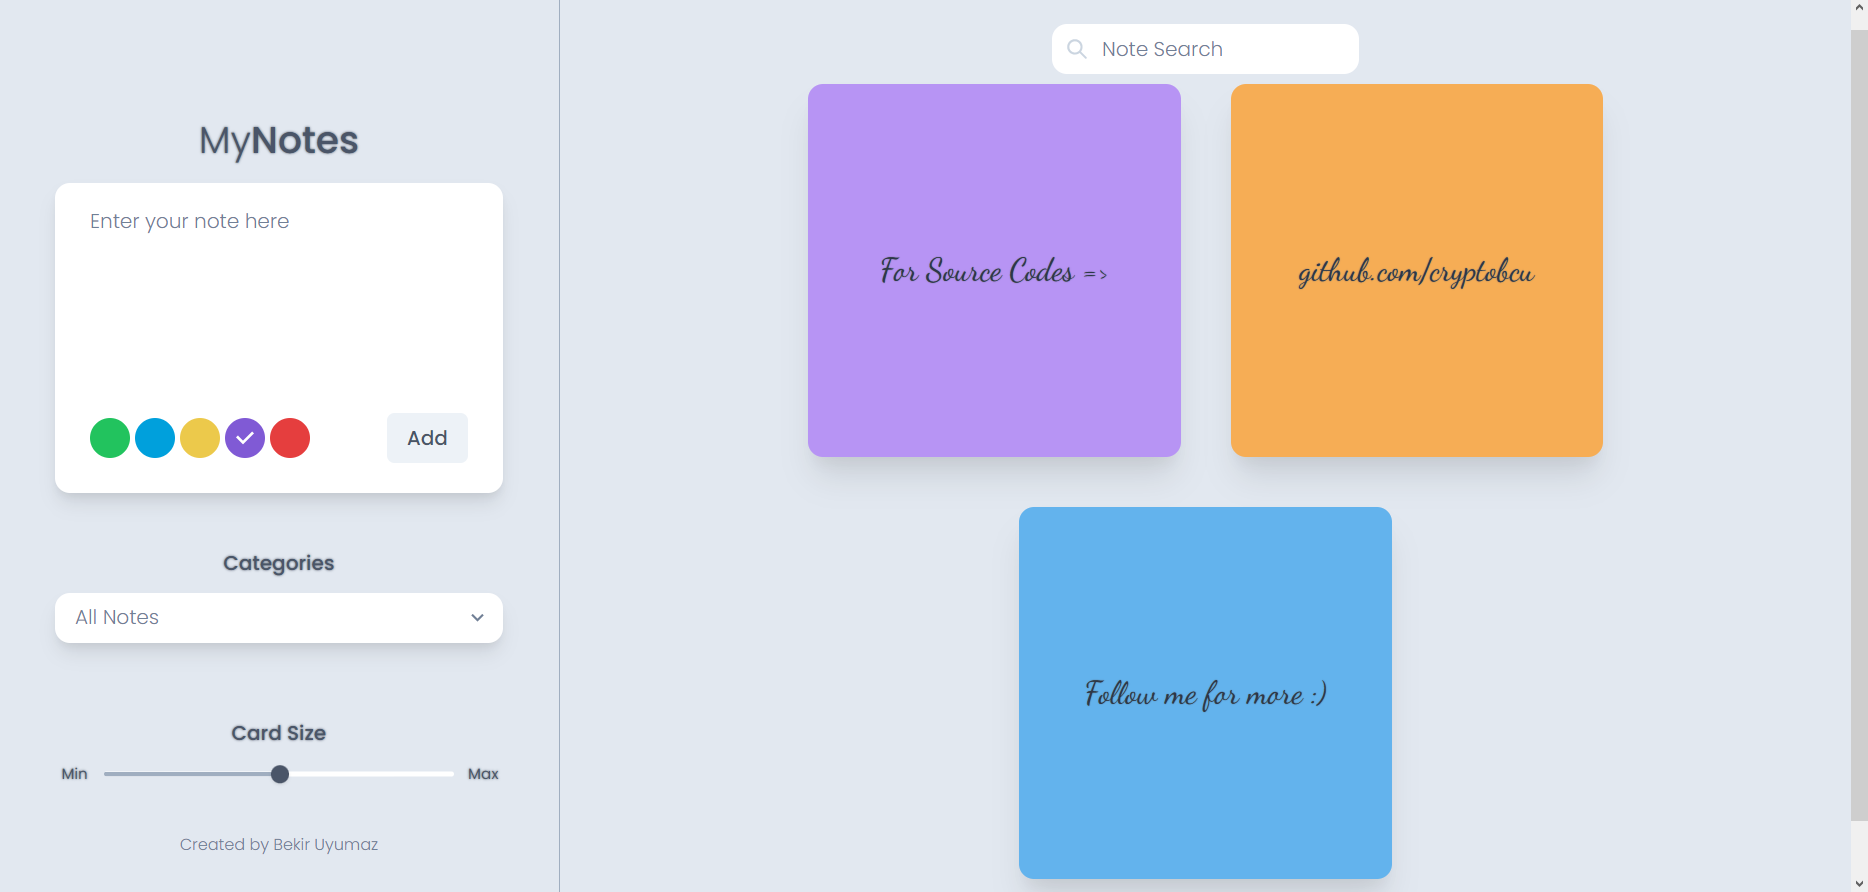 MyNotes
Enter your note here
Add
Categories
All Notes
Card Size
Min
Max
Created by Bekir Uyumaz
Note Search
For Source Codes =>
github.com/cryptobcu
Follow me for more :)